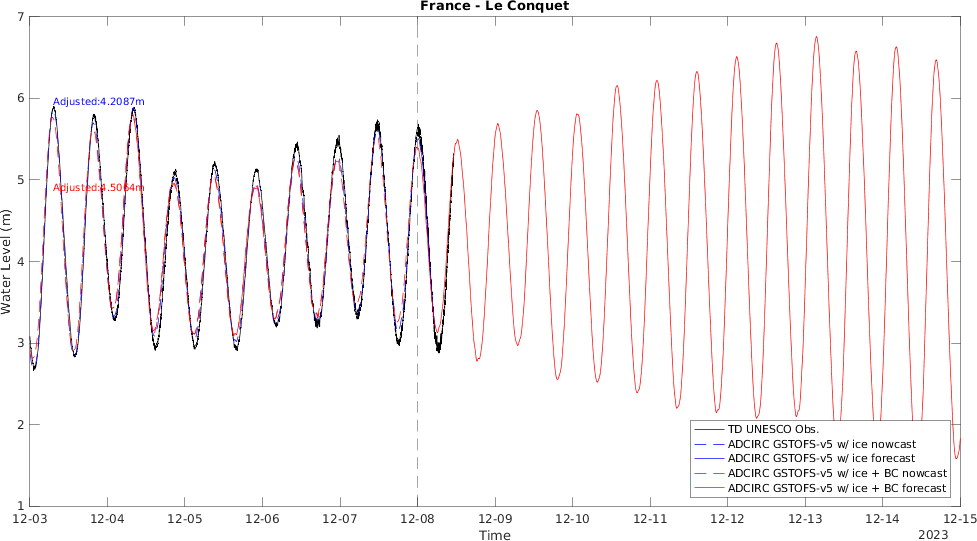 France - Le Conquet
7
6
5
4
3
2
1
Water Level (m)
Adjusted:4.2087m
Adjusted:4.5064m
TD UNESCO Obs.
ADCIRC GSTOFS-v5 w/ ice nowcast
ADCIRC GSTOFS-v5 w/ ice forecast
ADCIRC GSTOFS-v5 w/ ice + BC nowcast
ADCIRC GSTOFS-v5 w/ ice + BC forecast
12-03 12-04 12-05 12-06 12-07 12-08 12-09 12-10 12-11 12-12 12-13 12-14 12-15
Time
2023